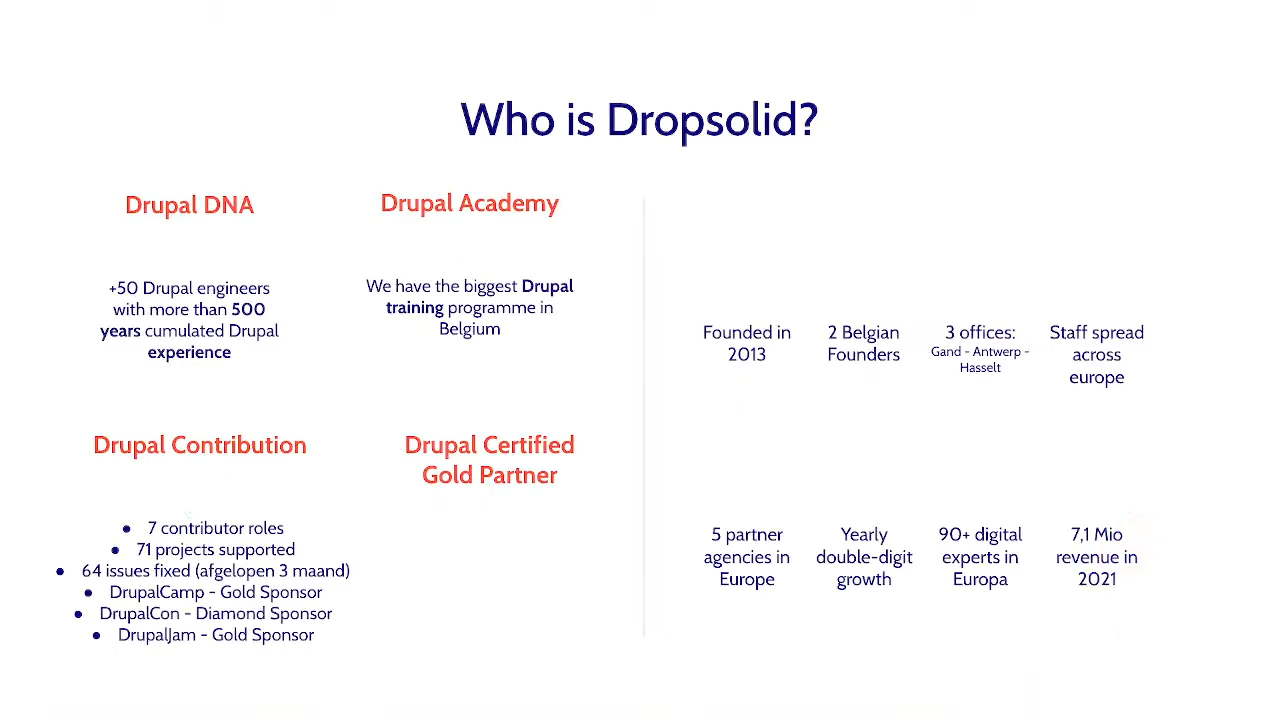 Who is Dropsolid?
Drupal DNA
+50 Drupal engineers
with more than 500
years cumulated Drupal
experience
Drupal Academy
We have the biggest Drupal
training programme in
Belgium
Drupal Contribution
● 7 contributor roles
● 71 projects supported
● 64 issues fixed (afgelopen 3 maand)
● DrupalCamp - Gold Sponsor
● DrupalCon - Diamond Sponsor
● DrupalJam - Gold Sponsor
Drupal Certified
Gold Partner
Founded in
2013
2 Belgian
Founders
3 offices:
Gand - Antwerp -
Hasselt
Staff spread
across
europe
5 partner
agencies in
Europe
Yearly
double-digit
growth
90+ digital
experts in
Europa
7,1 Mio
revenue in
2021